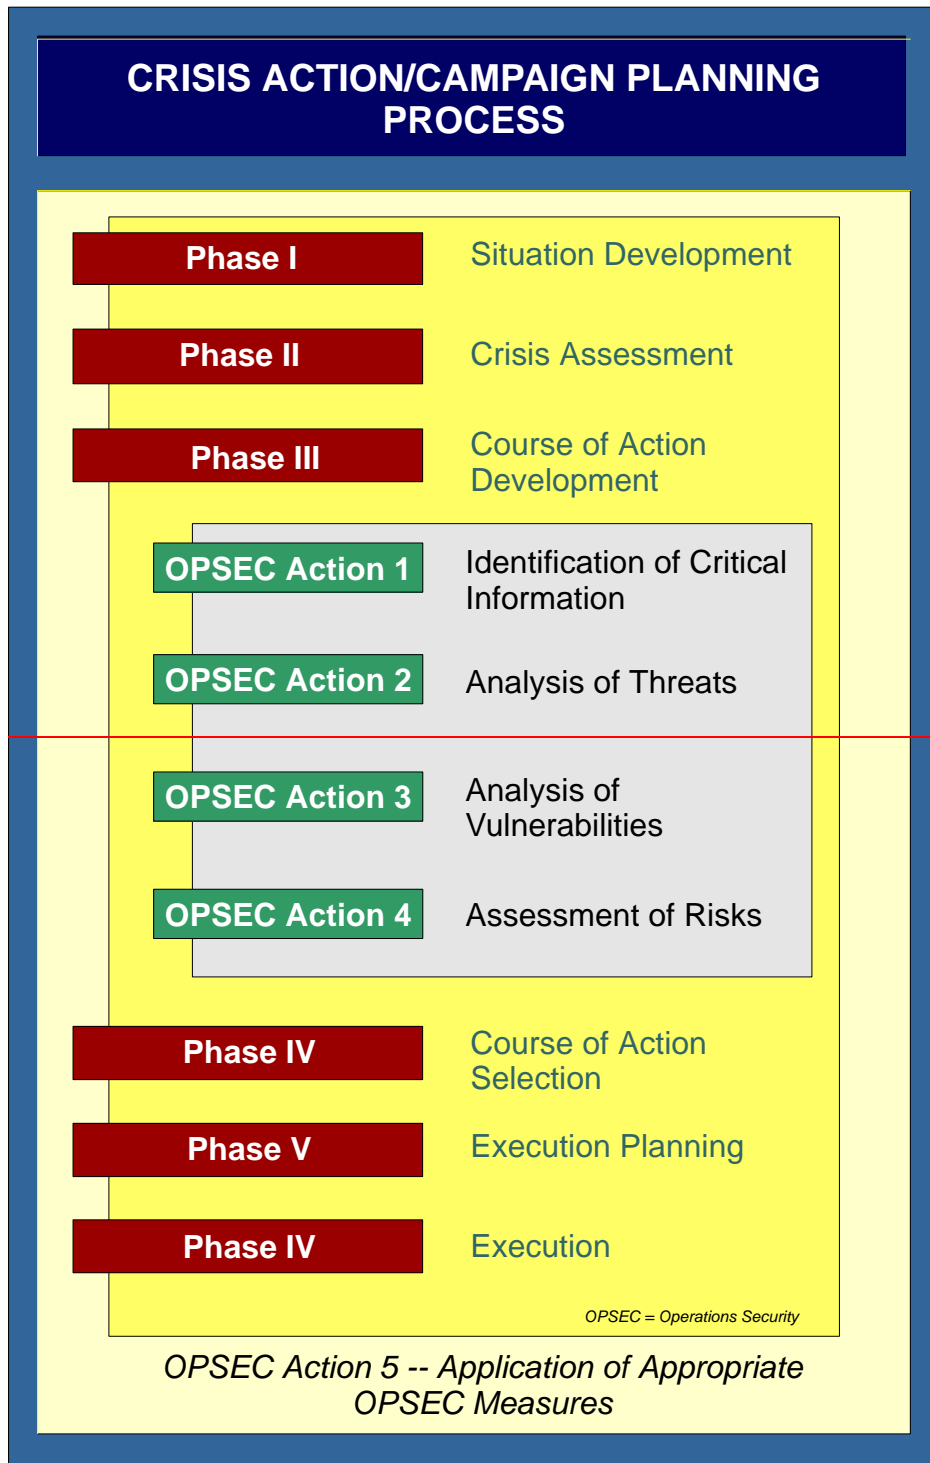 CRISIS ACTION/CAMPAIGN PLANNING
PROCESS
Phase I
Situation Development
Phase II
Crisis Assessment
Phase III
Course of Action
Development
OPSEC Action 1
Identification of Critical
Information
OPSEC Action 2
Analysis of Threats
OPSEC Action 3
Analysis of
Vulnerabilities
OPSEC Action 4
Assessment of Risks
Phase IV
Course of Action
Selection
Phase V
Execution Planning
Phase IV
Execution
OPSEC = Operations Security
OPSEC Action 5 -- Application of Appropriate
OPSEC Measures